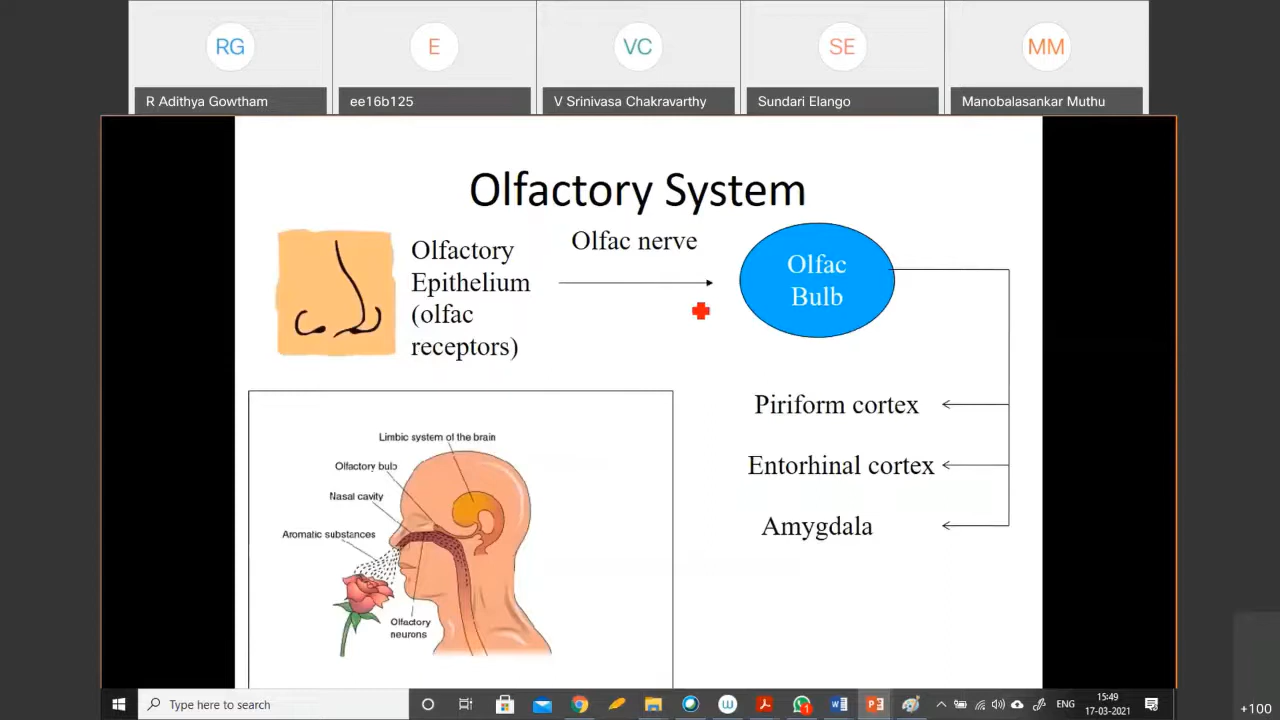 RG
E
VC
SE
MM
R Adithya Gowtham
ee16b125
V Srinivasa Chakravarthy
Sundari Elango
Manobalasankar Muthu
Olfactory System
Olfactory
Epithelium
(olfac
receptors)
Olfac nerve
Olfac
Bulb
Piriform cortex
Entorhinal cortex
Amygdala
Limbic system of the brain
Olfactory bulb
Nasal cavity
Aromatic substances
Olfactory
neurons
Type here to search
1
ENG
15:49
17-03-2021
+100